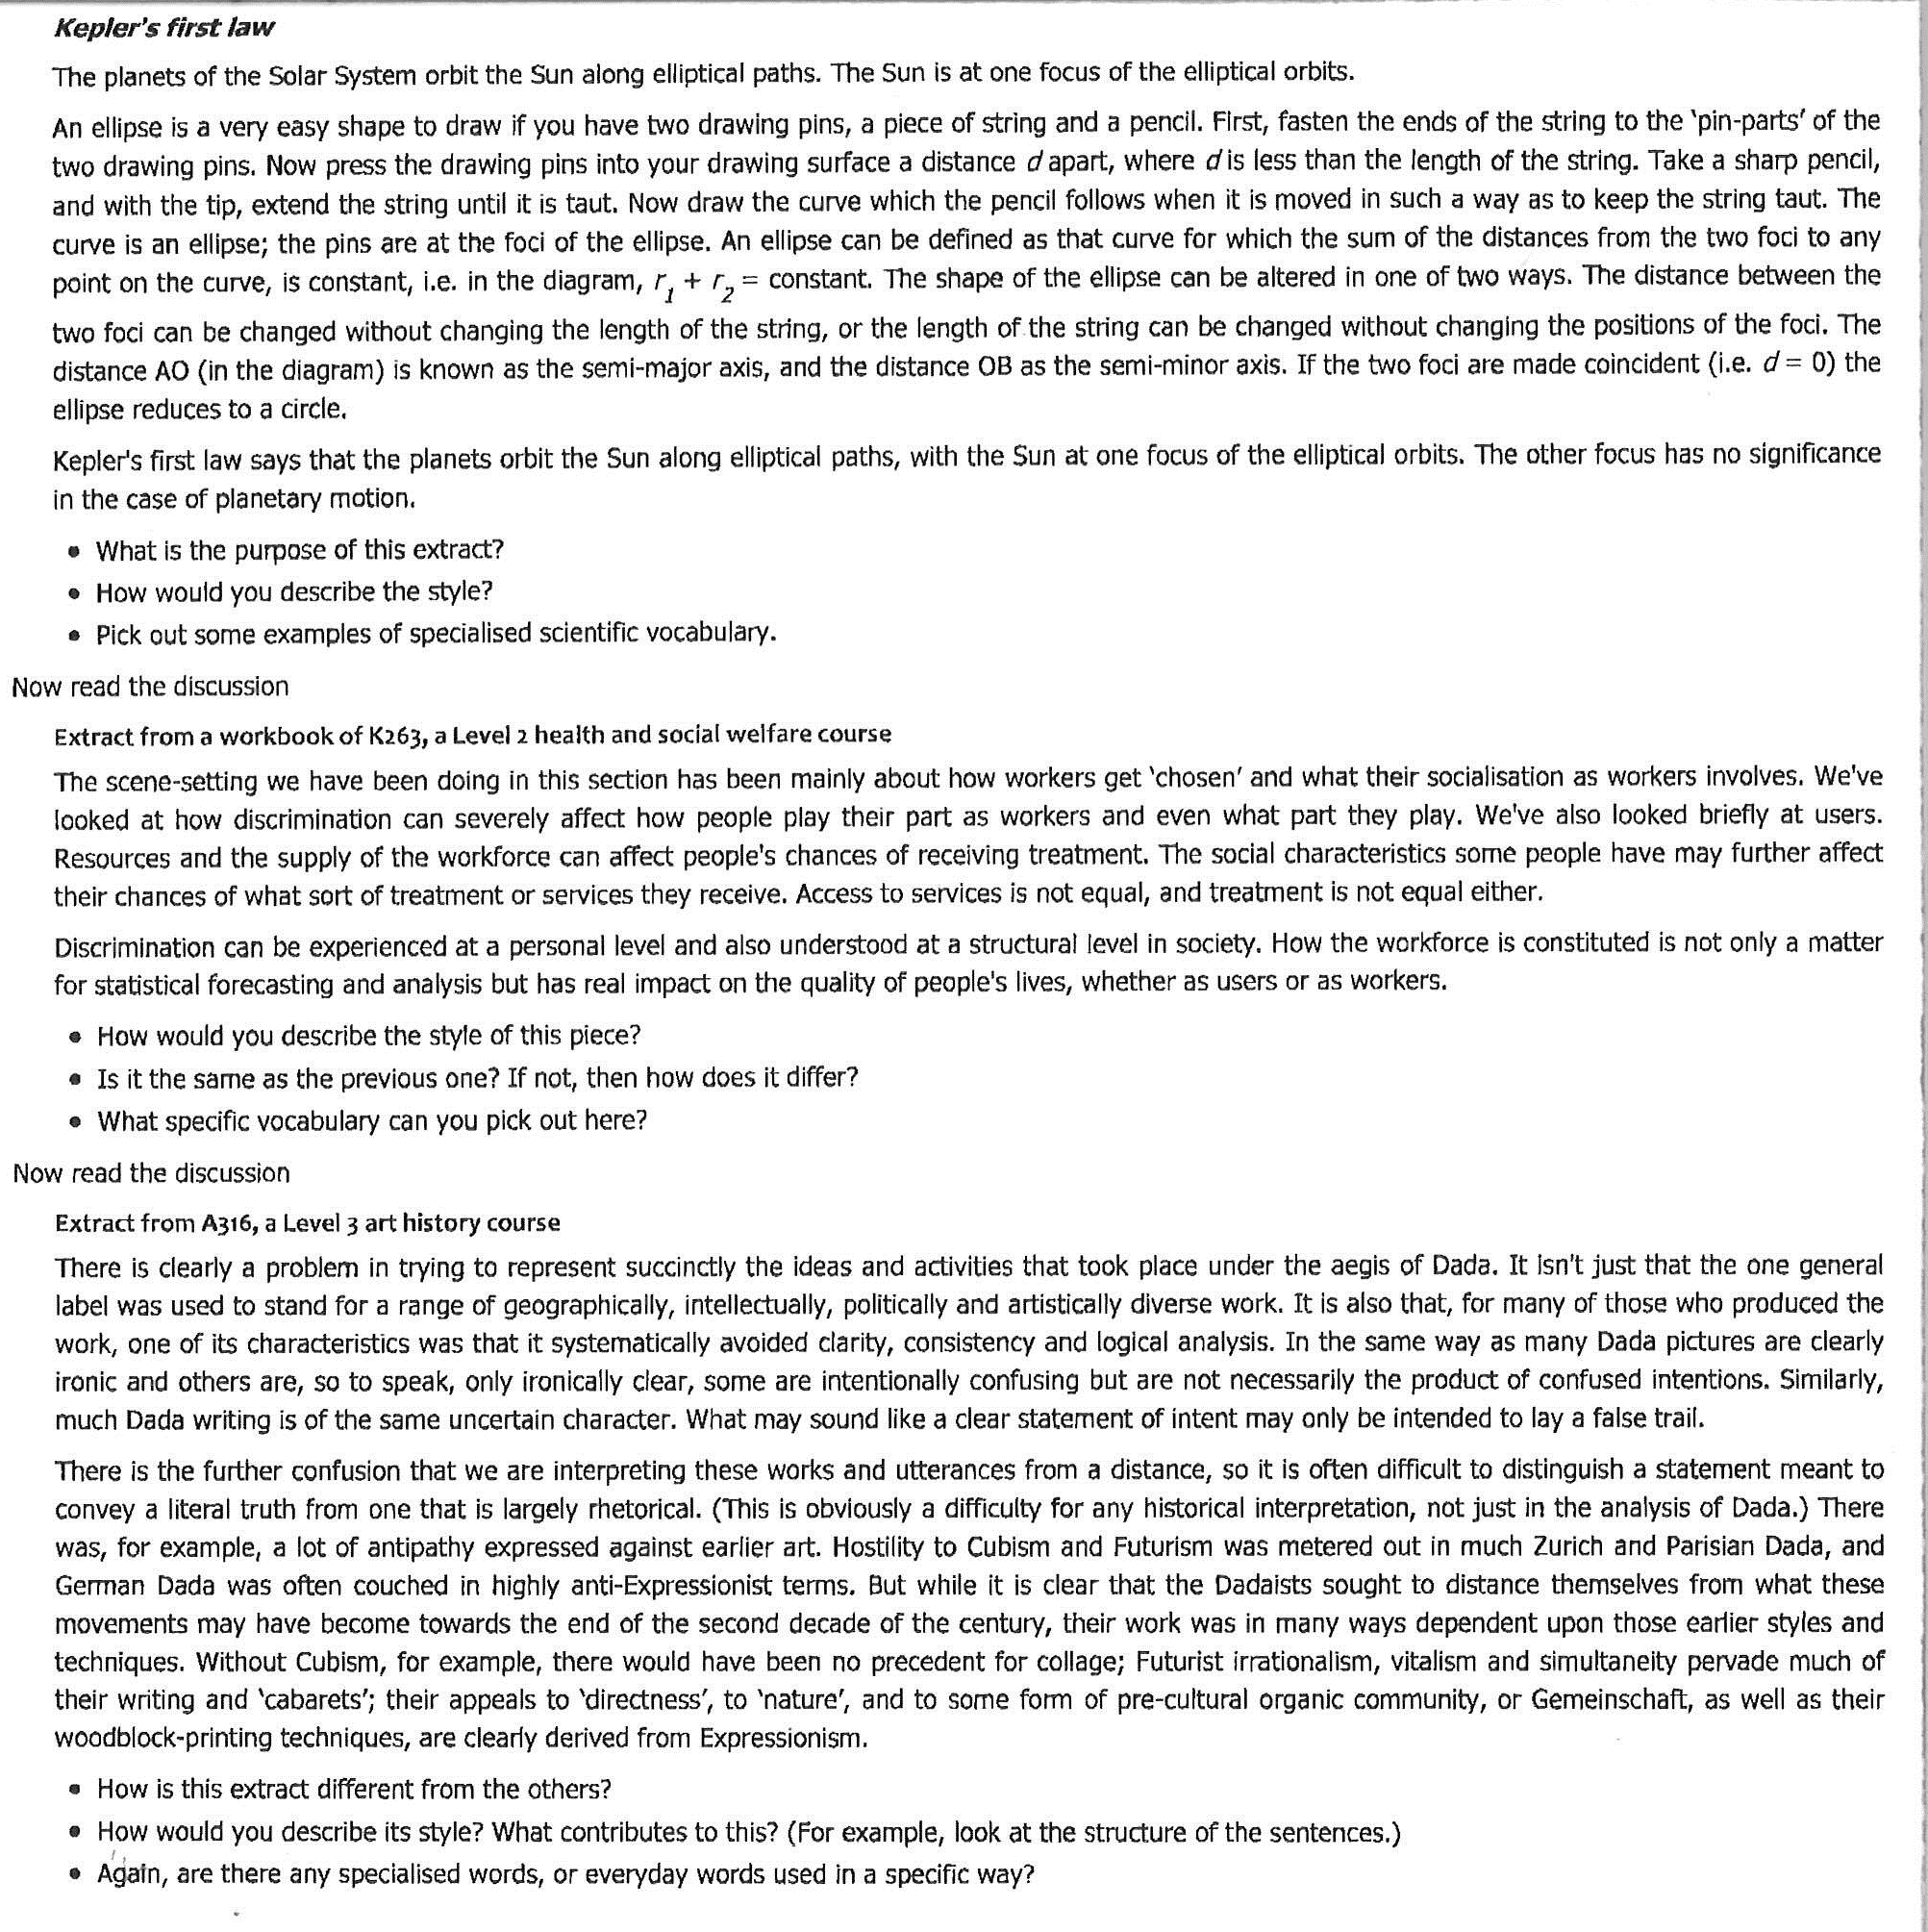 Kepler's first law
The planets of the Solar System orbit the Sun along elliptical paths. The Sun is at one focus of the elliptical orbits.
An ellipse is a very easy shape to draw if you have two drawing pins, a piece of string and a pencil. First, fasten the ends of the string to the 'pin-parts' of the
two drawing pins. Now press the drawing pins into your drawing surface a distance d apart, where d is less than the length of the string. Take a sharp pencil,
and with the tip, extend the string until it is taut. Now draw the curve which the pencil follows when it is moved in such a way as to keep the string taut. The
curve is an ellipse; the pins are at the foci of the ellipse. An ellipse can be defined as that curve for which the sum of the distances from the two foci to any
point on the curve, is constant, i.e. in the diagram, r1 + r2 = constant. The shape of the ellipse can be altered in one of two ways. The distance between the
two foci can be changed without changing the length of the string, or the length of the string can be changed without changing the positions of the foci. The
distance AO (in the diagram) is known as the semi-major axis, and the distance OB as the semi-minor axis. If the two foci are made coincident (i.e. d = 0) the
ellipse reduces to a circle.
Kepler's first law says that the planets orbit the Sun along elliptical paths, with the Sun at one focus of the elliptical orbits. The other focus has no significance
in the case of planetary motion.
• What is the purpose of this extract?
• How would you describe the style?
• Pick out some examples of specialised scientific vocabulary.
Now read the discussion
Extract from a workbook of K263, a Level 2 health and social welfare course
The scene-setting we have been doing in this section has been mainly about how workers get 'chosen' and what their socialisation as workers involves. We've
looked at how discrimination can severely affect how people play their part as workers and even what part they play. We've also looked briefly at users.
Resources and the supply of the workforce can affect people's chances of receiving treatment. The social characteristics some people have may further affect
their chances of what sort of treatment or services they receive. Access to services is not equal, and treatment is not equal either.
Discrimination can be experienced at a personal level and also understood at a structural level in society. How the workforce is constituted is not only a matter
for statistical forecasting and analysis but has real impact on the quality of people's lives, whether as users or as workers.
• How would you describe the style of this piece?
• Is it the same as the previous one? If not, then how does it differ?
• What specific vocabulary can you pick out here?
Now read the discussion
Extract from A316, a Level 3 art history course
There is clearly a problem in trying to represent succinctly the ideas and activities that took place under the aegis of Dada. It isn't just that the one general
label was used to stand for a range of geographically, intellectually, politically and artistically diverse work. It is also that, for many of those who produced the
work, one of its characteristics was that it systematically avoided clarity, consistency and logical analysis. In the same way as many Dada pictures are clearly
ironic and others are, so to speak, only ironically clear, some are intentionally confusing but are not necessarily the product of confused intentions. Similarly,
much Dada writing is of the same uncertain character. What may sound like a clear statement of intent may only be intended to lay a false trail.
There is the further confusion that we are interpreting these works and utterances from a distance, so it is often difficult to distinguish a statement meant to
convey a literal truth from one that is largely rhetorical. (This is obviously a difficulty for any historical interpretation, not just in the analysis of Dada.) There
was, for example, a lot of antipathy expressed against earlier art. Hostility to Cubism and Futurism was metered out in much Zurich and Parisian Dada, and
German Dada was often couched in highly anti-Expressionist terms. But while it is clear that the Dadaists sought to distance themselves from what these
movements may have become towards the end of the second decade of the century, their work was in many ways dependent upon those earlier styles and
techniques. Without Cubism, for example, there would have been no precedent for collage; Futurist irrationalism, vitalism and simultaneity pervade much of
their writing and 'cabarets'; their appeals to 'directness', to 'nature', and to some form of pre-cultural organic community, or Gemeinschaft, as well as their
woodblock-printing techniques, are clearly derived from Expressionism.
• How is this extract different from the others?
• How would you describe its style? What contributes to this? (For example, look at the structure of the sentences.)
• Again, are there any specialised words, or everyday words used in a specific way?